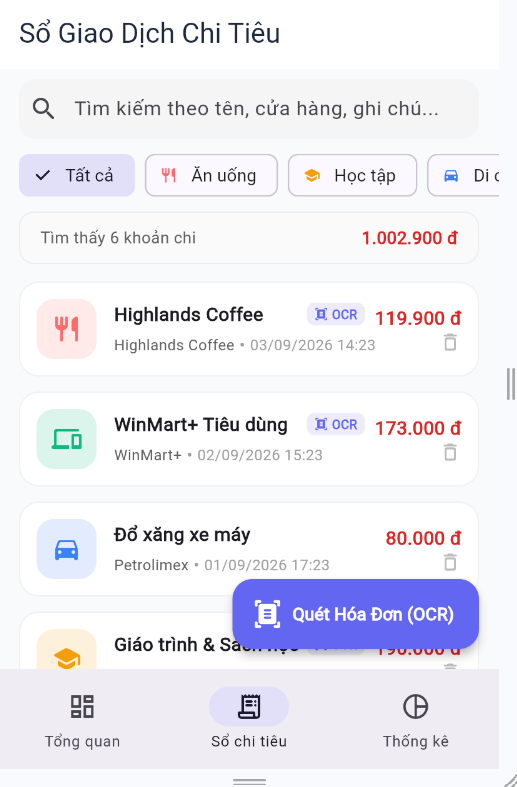 Sổ Giao Dịch Chi Tiêu
Tìm kiếm theo tên, cửa hàng, ghi chú...
Tất cả
Ăn uống
Học tập
Di c
Tìm thấy 6 khoản chi
1.002.900 đ
Highlands Coffee
OCR
119.900 đ
Highlands Coffee • 03/09/2026 14:23
WinMart+ Tiêu dùng
OCR
173.000 đ
WinMart+ • 02/09/2026 15:23
Đổ xăng xe máy
80.000 đ
Petrolimex • 01/09/2026 17:23
Quét Hóa Đơn (OCR)
Giáo trình & Sách học
190.000 đ
Tổng quan
Sổ chi tiêu
Thống kê